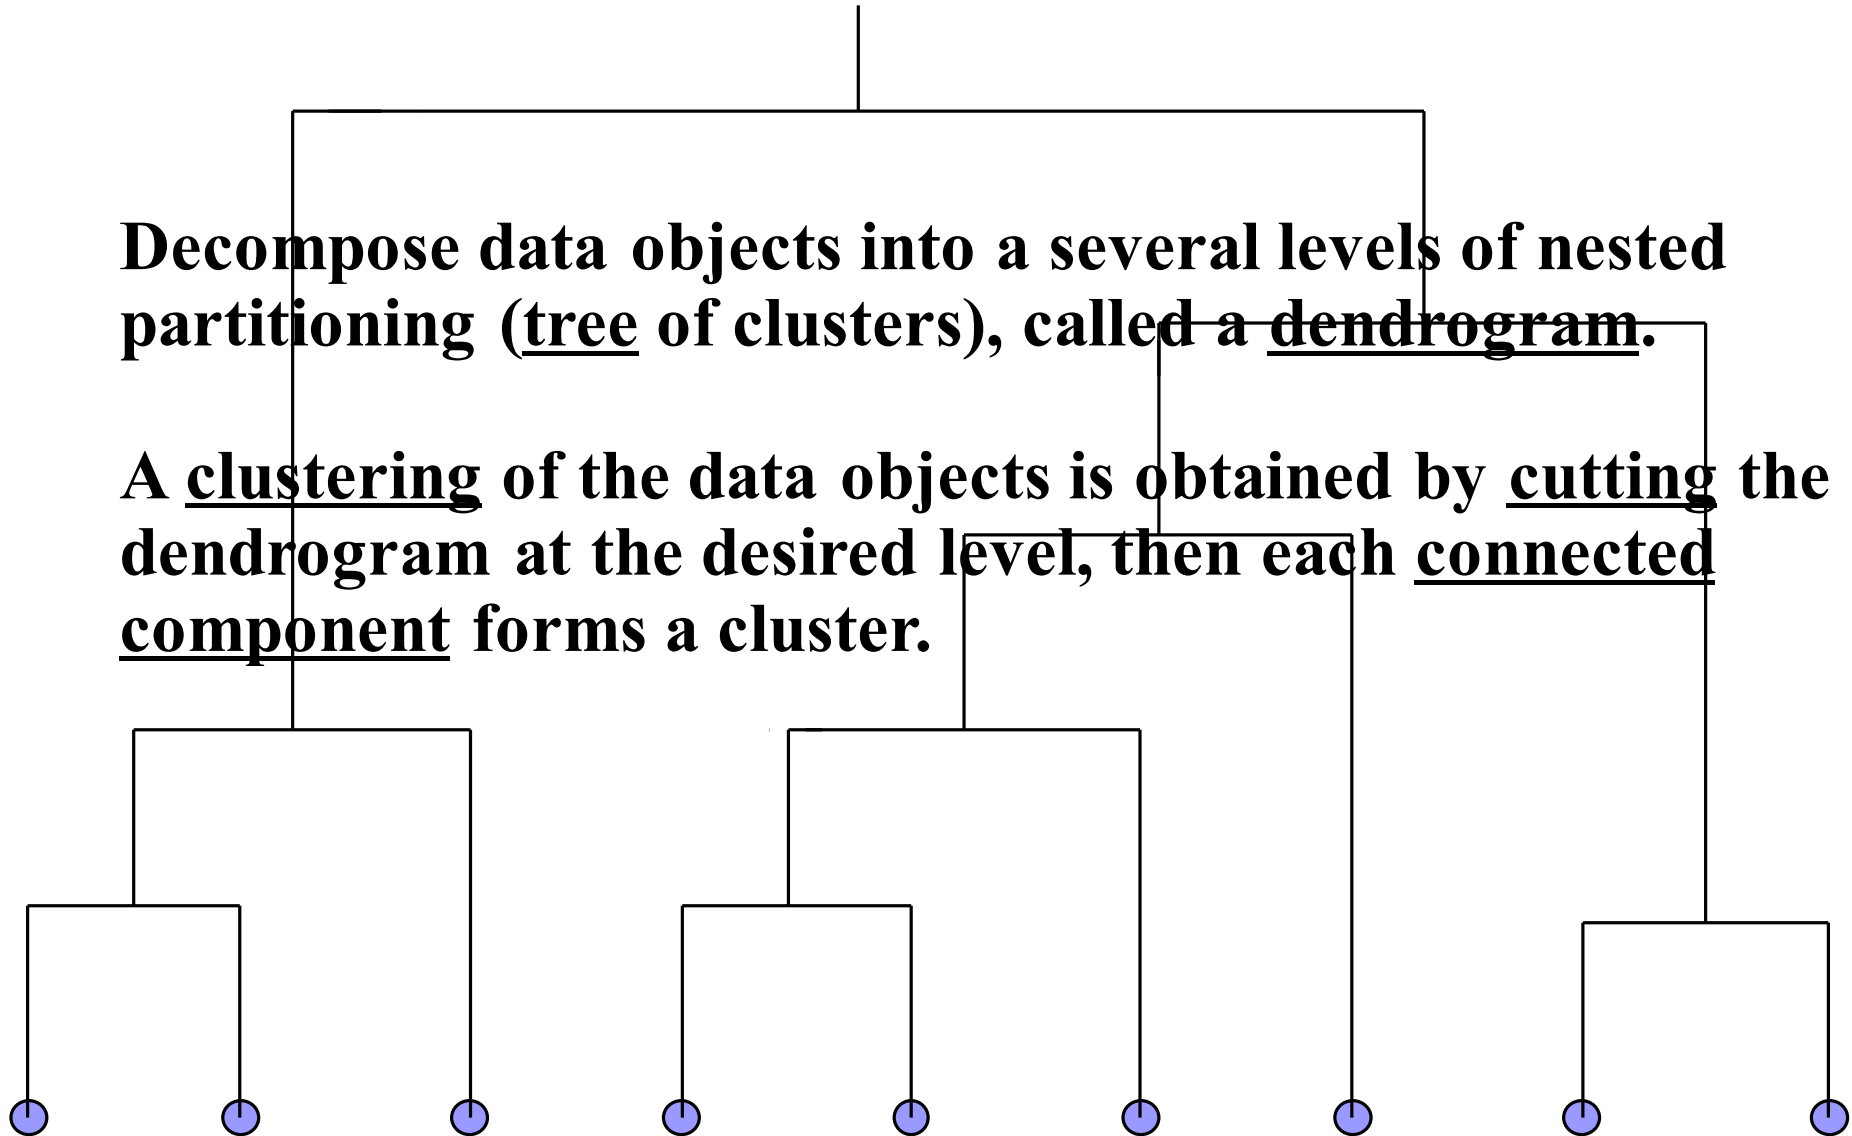 Decompose data objects into a several levels of nested
partitioning (tree of clusters), called a dendrogram.
A clustering of the data objects is obtained by cutting the
dendrogram at the desired level, then each connected
component forms a cluster.